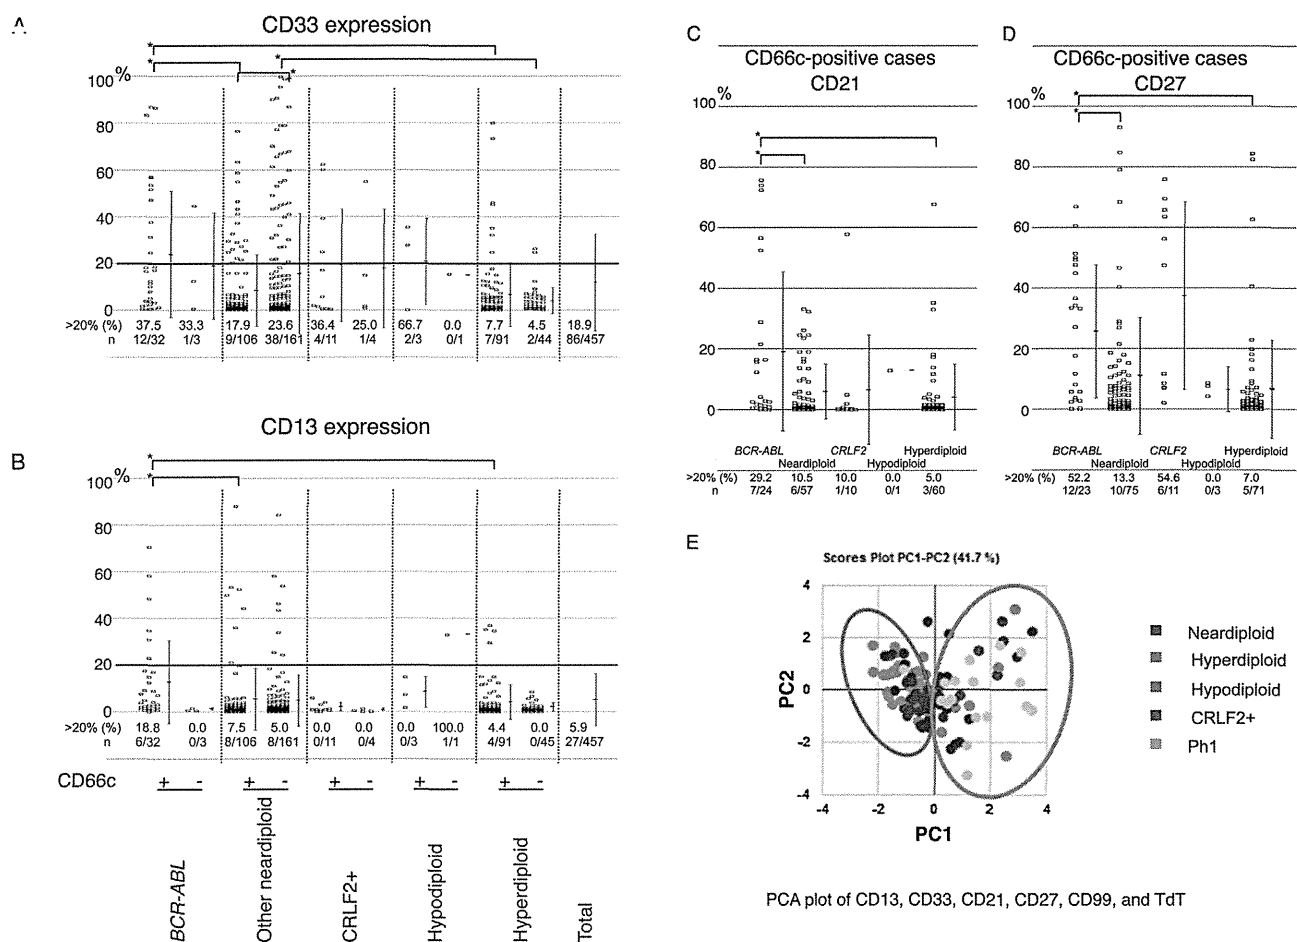 A
CD33 expression
* * * *
100 %
80
60
40
20
0
>20% (%) 37.5 33.3 17.9 23.6 36.4 25.0 66.7 0.0 7.7 4.5 18.9
n 12/32 1/3 9/106 38/161 4/11 1/4 2/3 0/1 7/91 2/44 86/457
B
CD13 expression
* *
100 %
80
60
40
20
0
>20% (%) 18.8 0.0 7.5 5.0 0.0 0.0 0.0 100.0 4.4 0.0 5.9
n 6/32 0/3 8/106 8/161 0/11 0/4 0/3 1/1 4/91 0/45 27/457
CD66c + - + - + - + - + -
BCR-ABL
Other neardiploid
CRLF2+
Hypodiploid
Hyperdiploid
Total
C
CD66c-positive cases
CD21
100 %
* *
80
60
40
20
0
BCR-ABL CRLF2 Hyperdiploid
Neardiploid Hypodiploid
>20% (%) 29.2 10.5 10.0 0.0 5.0
n 7/24 6/57 1/10 0/1 3/60
D
CD66c-positive cases
CD27
100 %
* *
80
60
40
20
0
BCR-ABL CRLF2 Hyperdiploid
Neardiploid Hypodiploid
>20% (%) 52.2 13.3 54.6 0.0 7.0
n 12/23 10/75 6/11 0/3 5/71
E
Scores Plot PC1-PC2 (41.7 %)
PC2
4
2
0
-2
-4
-4 -2 0 2 4
PC1
Neardiploid
Hyperdiploid
Hypodiploid
CRLF2+
Ph1
PCA plot of CD13, CD33, CD21, CD27, CD99, and TdT